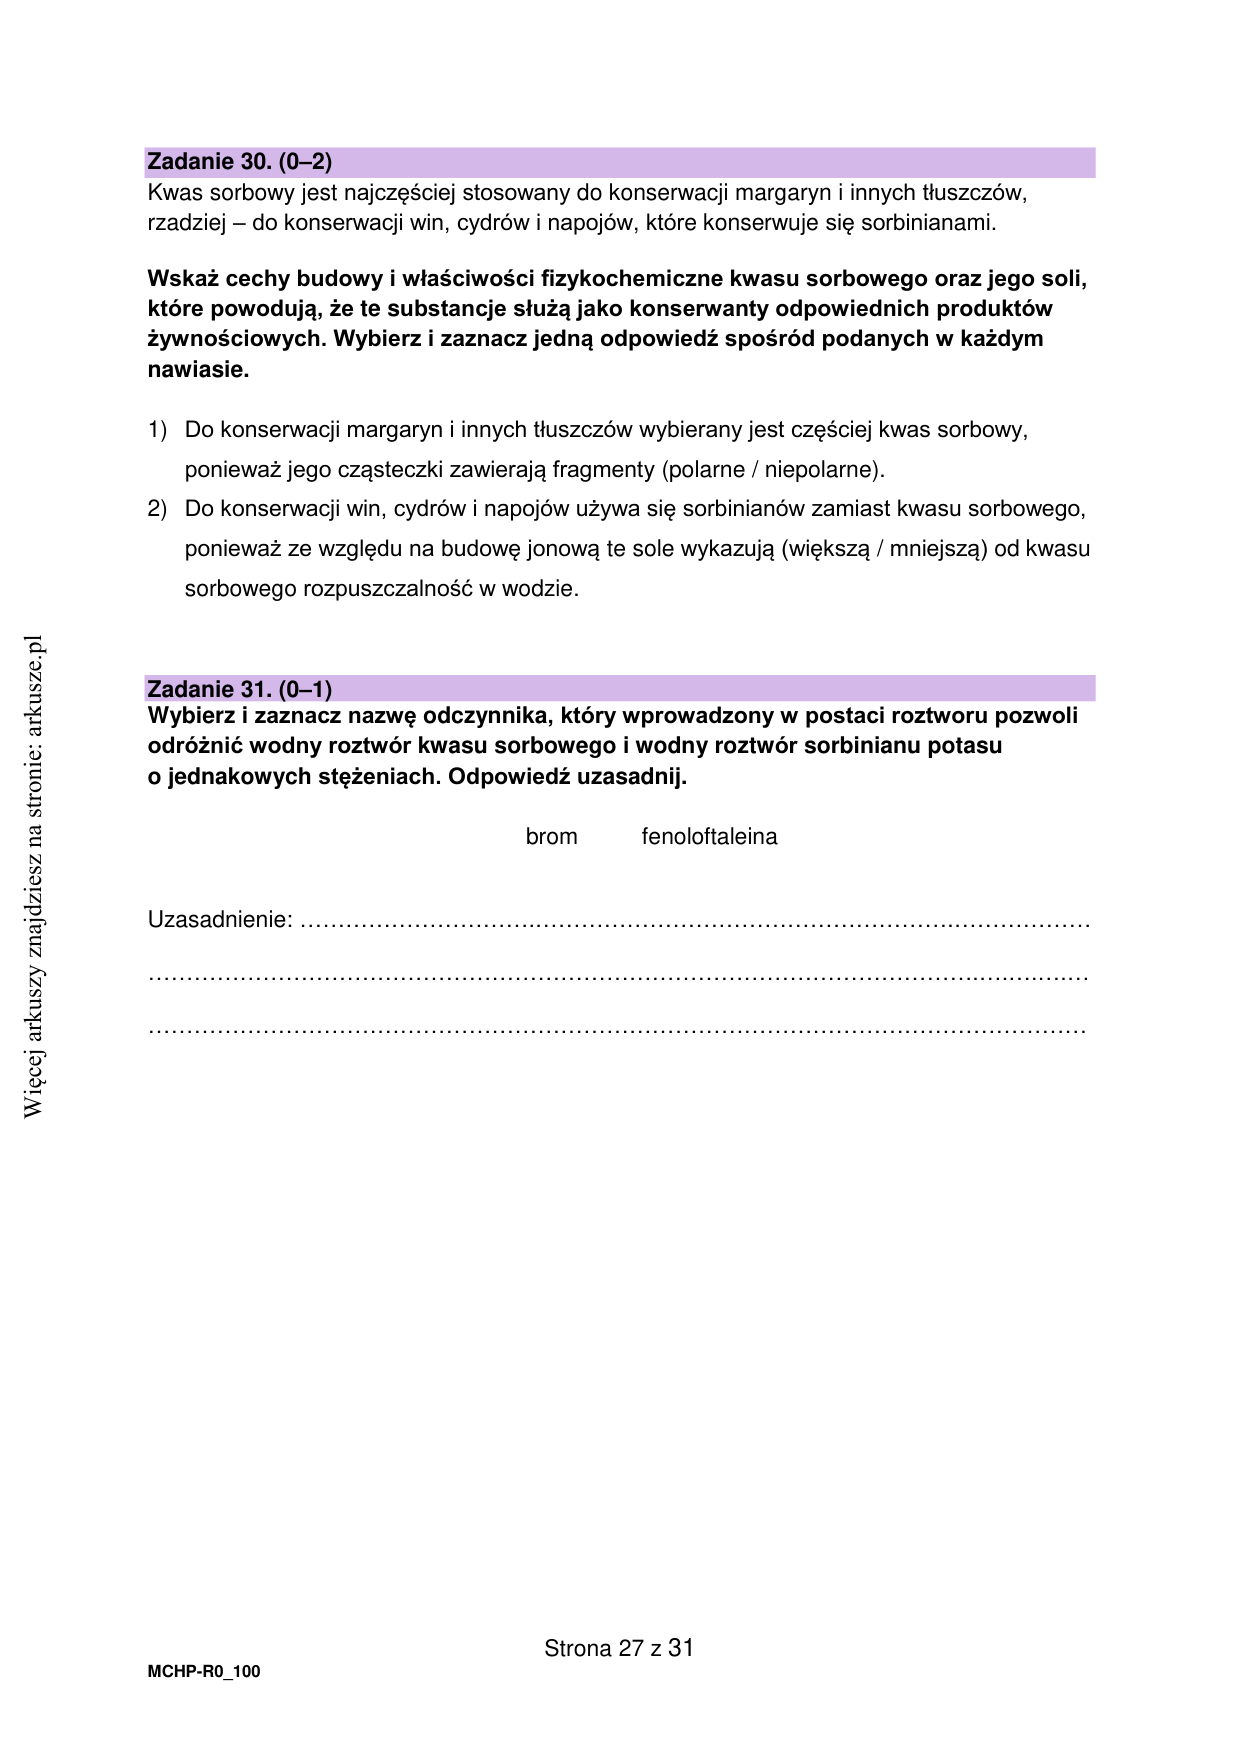 Zadanie 30. (0–2)
Kwas sorbowy jest najczęściej stosowany do konserwacji margaryn i innych tłuszczów,
rzadziej – do konserwacji win, cydrów i napojów, które konserwuje się sorbinianami.
Wskaż cechy budowy i właściwości fizykochemiczne kwasu sorbowego oraz jego soli,
które powodują, że te substancje służą jako konserwanty odpowiednich produktów
żywnościowych. Wybierz i zaznacz jedną odpowiedź spośród podanych w każdym
nawiasie.
1) Do konserwacji margaryn i innych tłuszczów wybierany jest częściej kwas sorbowy,
ponieważ jego cząsteczki zawierają fragmenty (polarne / niepolarne).
2) Do konserwacji win, cydrów i napojów używa się sorbinianów zamiast kwasu sorbowego,
ponieważ ze względu na budowę jonową te sole wykazują (większą / mniejszą) od kwasu
sorbowego rozpuszczalność w wodzie.
Zadanie 31. (0–1)
Wybierz i zaznacz nazwę odczynnika, który wprowadzony w postaci roztworu pozwoli
odróżnić wodny roztwór kwasu sorbowego i wodny roztwór sorbinianu potasu
o jednakowych stężeniach. Odpowiedź uzasadnij.
brom fenoloftaleina
Uzasadnienie: ……………………………………………………………………………………
……………………………………………………………………………………………………
……………………………………………………………………………………………………
Strona 27 z 31
MCHP-R0_100
Więcej arkuszy znajdziesz na stronie: arkusze.pl